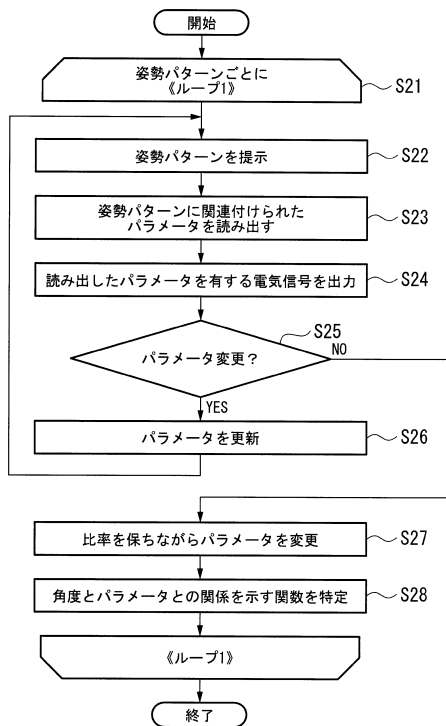 開始
姿勢パターンごとに
《ループ1》
S21
姿勢パターンを提示
S22
姿勢パターンに関連付けられた
パラメータを読み出す
S23
読み出したパラメータを有する電気信号を出力
S24
S25
パラメータ変更？
NO
YES
パラメータを更新
S26
比率を保ちながらパラメータを変更
S27
角度とパラメータとの関係を示す関数を特定
S28
《ループ1》
終了